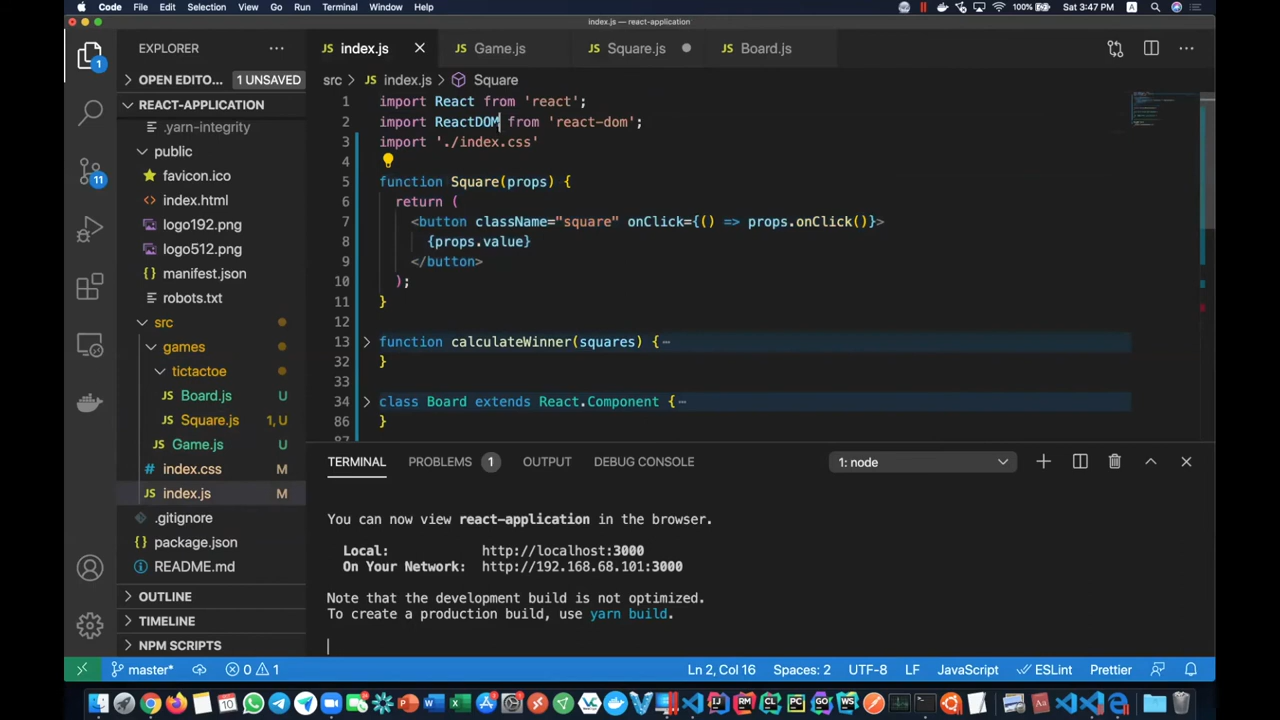 Code File Edit Selection View Go Run Terminal Window Help 100% A Sat 3:47 PM
index.js — react-application
EXPLORER
index.js
Game.js
Square.js
Board.js
OPEN EDITO... 1 UNSAVED
src > JS index.js > Square
REACT-APPLICATION
.yarn-integrity
public
favicon.ico
index.html
logo192.png
logo512.png
manifest.json
robots.txt
src
games
tictactoe
JS Board.js U
JS Square.js 1, U
JS Game.js U
# index.css M
JS index.js M
.gitignore
package.json
README.md
OUTLINE
TIMELINE
NPM SCRIPTS
1
11
1 import React from 'react';
2 import ReactDOM from 'react-dom';
3 import './index.css'
4
5 function Square(props) {
6 return (
7 <button className="square" onClick={() => props.onClick()}>
8 {props.value}
9 </button>
10 );
11 }
12
13 function calculateWinner(squares) {
32 }
33
34 class Board extends React.Component {
86 }
87
TERMINAL PROBLEMS 1 OUTPUT DEBUG CONSOLE 1: node
You can now view react-application in the browser.
Local: http://localhost:3000
On Your Network: http://192.168.68.101:3000
Note that the development build is not optimized.
To create a production build, use yarn build.
master* 0 1 Ln 2, Col 16 Spaces: 2 UTF-8 LF JavaScript ESLint Prettier